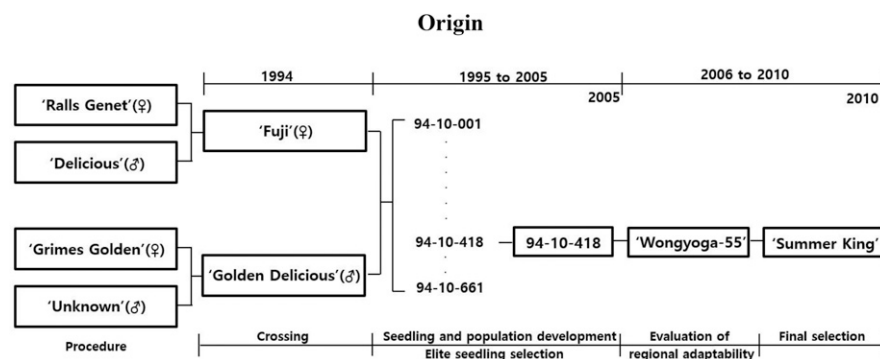 Origin
1994
1995 to 2005
2006 to 2010
2005
2010
'Ralls Genet'(♀)
'Delicious'(♂)
'Fuji'(♀)
'Grimes Golden'(♀)
'Unknown'(♂)
'Golden Delicious'(♂)
94-10-001
94-10-418
94-10-661
94-10-418
'Wongyoga-55'
'Summer King'
Procedure
Crossing
Seedling and population development
Elite seedling selection
Evaluation of
regional adaptability
Final selection